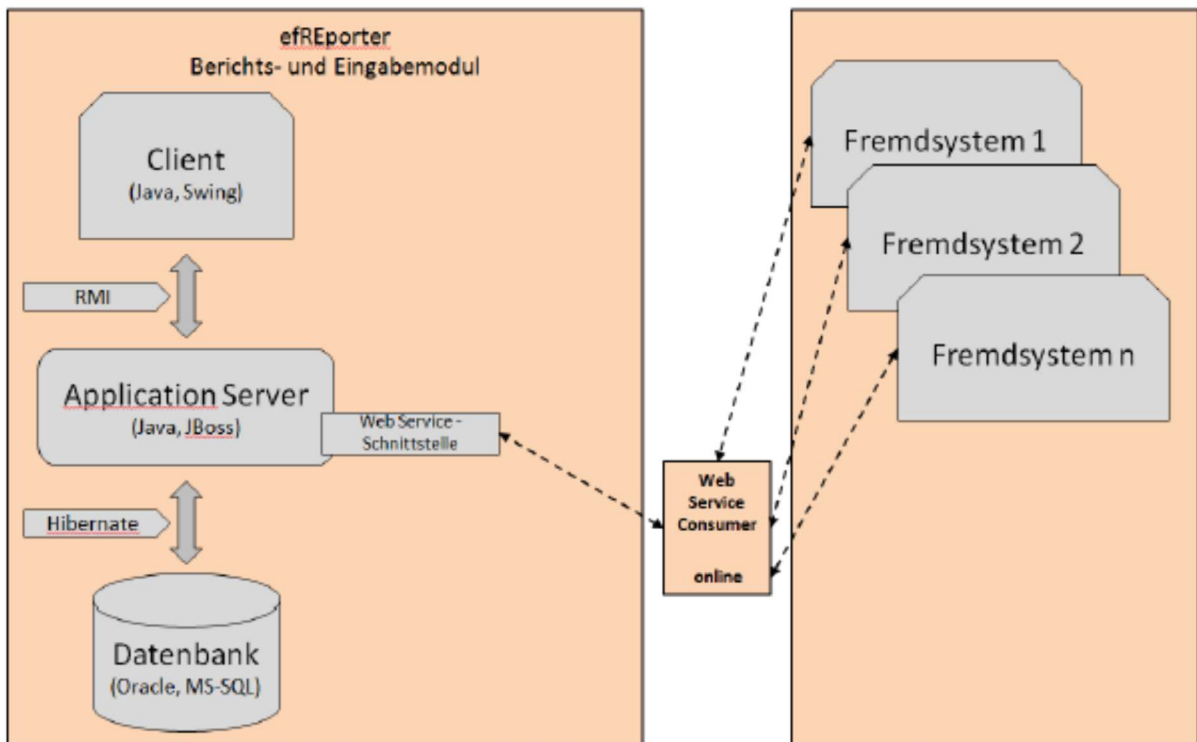 efREporter
Berichts- und Eingabemodul
Client
(Java, Swing)
RMI
Application Server
(Java, JBoss)
Web Service -
Schnittstelle
Hibernate
Datenbank
(Oracle, MS-SQL)
Web
Service
Consumer
online
Fremdsystem 1
Fremdsystem 2
Fremdsystem n